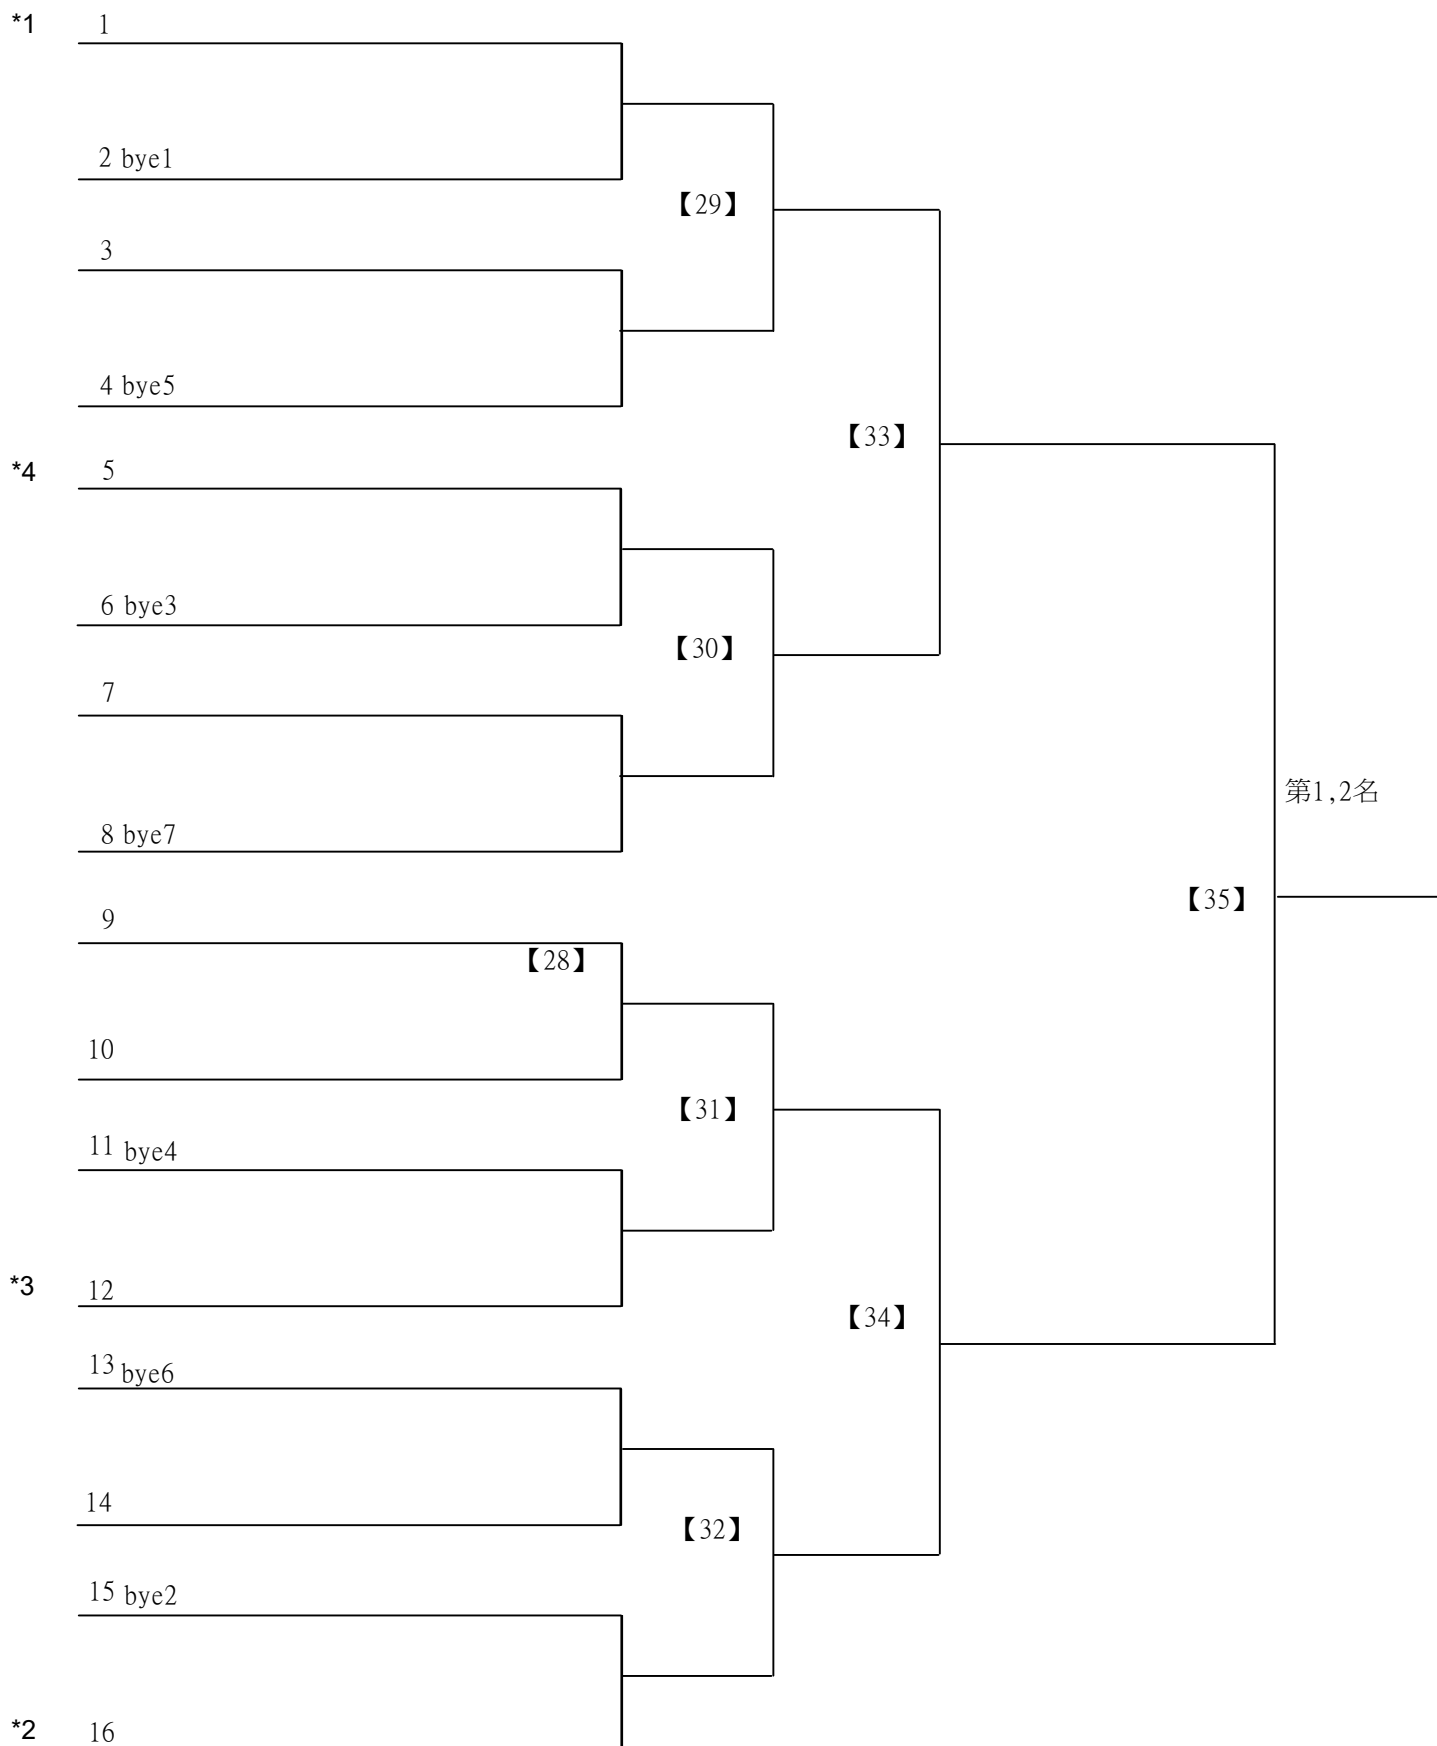 *1 1
2 bye1
【29】
3
4 bye5
【33】
*4 5
6 bye3
【30】
7
第1,2名
8 bye7
【35】
9
【28】
10
【31】
11 bye4
*3 12
【34】
13 bye6
14
【32】
15 bye2
*2 16